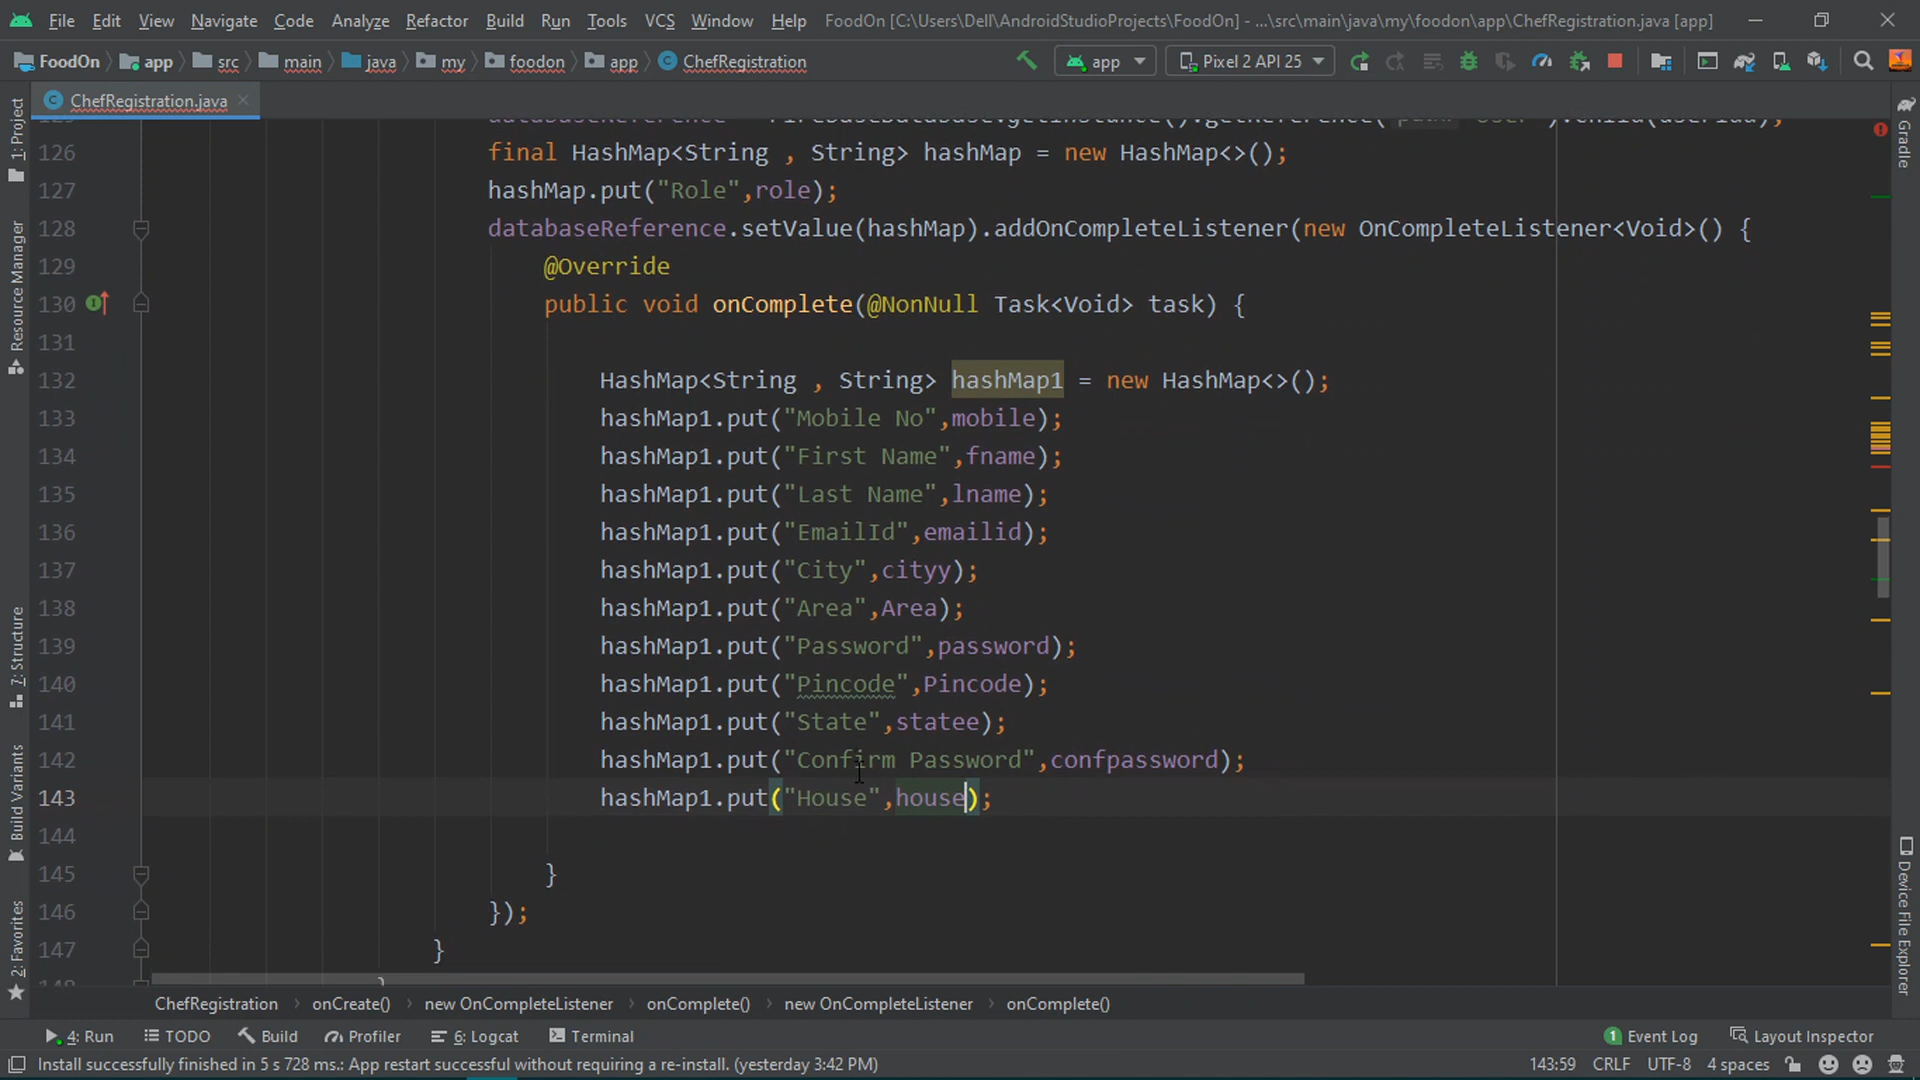 File Edit View Navigate Code Analyze Refactor Build Run Tools VCS Window Help FoodOn [C:\Users\Dell\AndroidStudioProjects\FoodOn] - ...\src\main\java\my\foodon\app\ChefRegistration.java [app]
FoodOn app src main java my foodon app ChefRegistration app Pixel 2 API 25
ChefRegistration.java
126 final HashMap<String , String> hashMap = new HashMap<>();
127 hashMap.put("Role",role);
128 databaseReference.setValue(hashMap).addOnCompleteListener(new OnCompleteListener<Void>() {
129 @Override
130 public void onComplete(@NonNull Task<Void> task) {
131
132 HashMap<String , String> hashMap1 = new HashMap<>();
133 hashMap1.put("Mobile No",mobile);
134 hashMap1.put("First Name",fname);
135 hashMap1.put("Last Name",lname);
136 hashMap1.put("EmailId",emailid);
137 hashMap1.put("City",cityy);
138 hashMap1.put("Area",Area);
139 hashMap1.put("Password",password);
140 hashMap1.put("Pincode",Pincode);
141 hashMap1.put("State",statee);
142 hashMap1.put("Confirm Password",confpassword);
143 hashMap1.put("House",house);
144
145 }
146 });
147 }
1: Project
Resource Manager
7: Structure
Build Variants
2: Favorites
Gradle
Device File Explorer
ChefRegistration › onCreate() › new OnCompleteListener › onComplete() › new OnCompleteListener › onComplete()
4: Run TODO Build Profiler 6: Logcat Terminal 1 Event Log Layout Inspector
Install successfully finished in 5 s 728 ms.: App restart successful without requiring a re-install. (yesterday 3:42 PM) 143:59 CRLF UTF-8 4 spaces